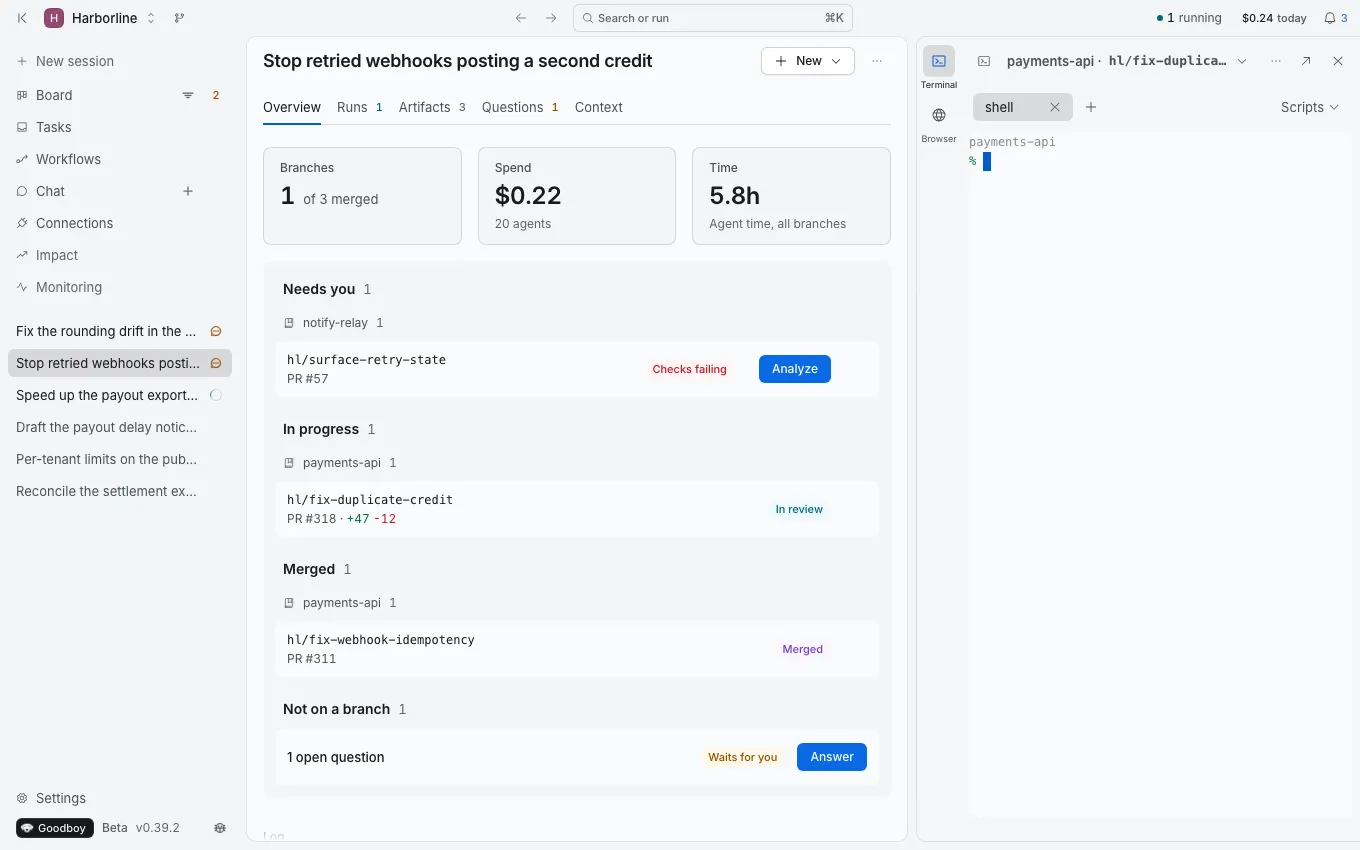 H Harborline
Search or run ⌘K
1 running $0.24 today 3
New session
Board 2
Tasks
Workflows
Chat
Connections
Impact
Monitoring
Fix the rounding drift in the ...
Stop retried webhooks posti...
Speed up the payout export...
Draft the payout delay notic...
Per-tenant limits on the pub...
Reconcile the settlement ex...
Settings
Goodboy Beta v0.39.2
Stop retried webhooks posting a second credit
New
Overview Runs 1 Artifacts 3 Questions 1 Context
Branches
1 of 3 merged
Spend
$0.22
20 agents
Time
5.8h
Agent time, all branches
Needs you 1
notify-relay 1
hl/surface-retry-state
PR #57
Checks failing
Analyze
In progress 1
payments-api 1
hl/fix-duplicate-credit
PR #318 · +47 -12
In review
Merged 1
payments-api 1
hl/fix-webhook-idempotency
PR #311
Merged
Not on a branch 1
1 open question
Waits for you
Answer
Log
Terminal
Browser
payments-api · hl/fix-duplica...
shell
Scripts
payments-api
%